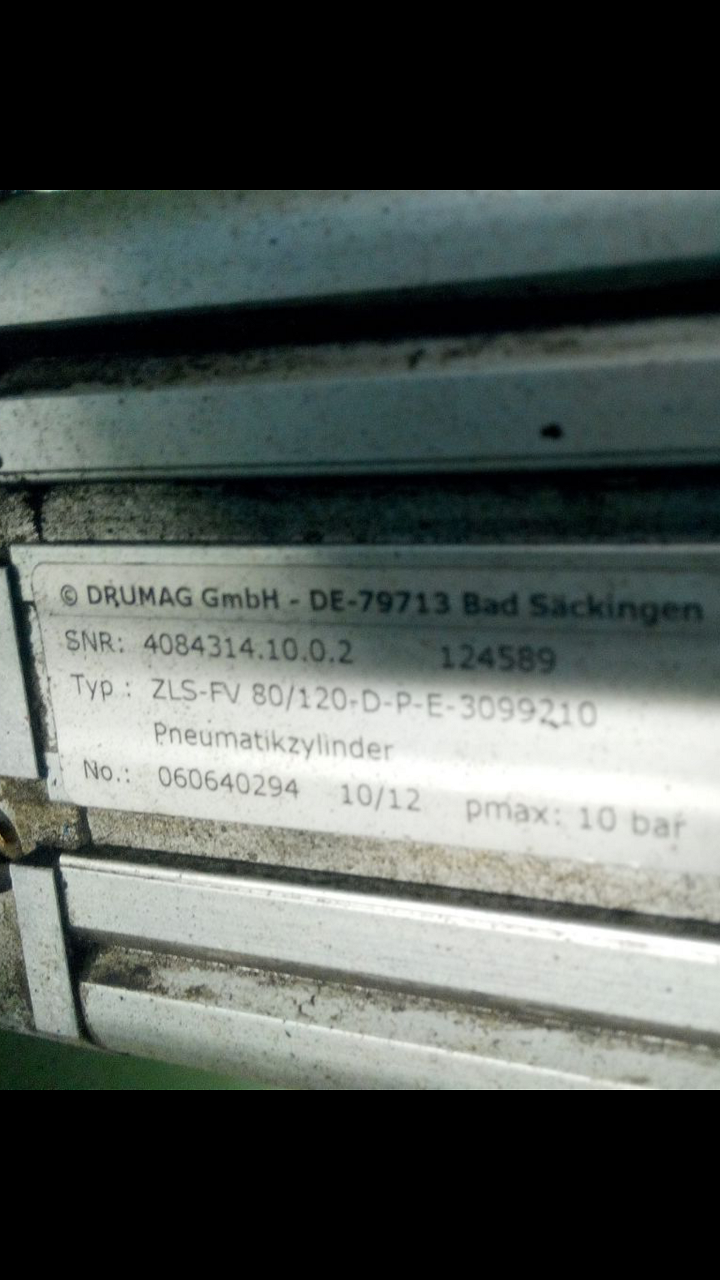 © DRUMAG GmbH - DE-79713 Bad Säckingen
SNR: 4084314.10.0.2 124589
Typ : ZLS-FV 80/120-D-P-E-3099210
Pneumatikzylinder
No.: 060640294 10/12 pmax: 10 bar